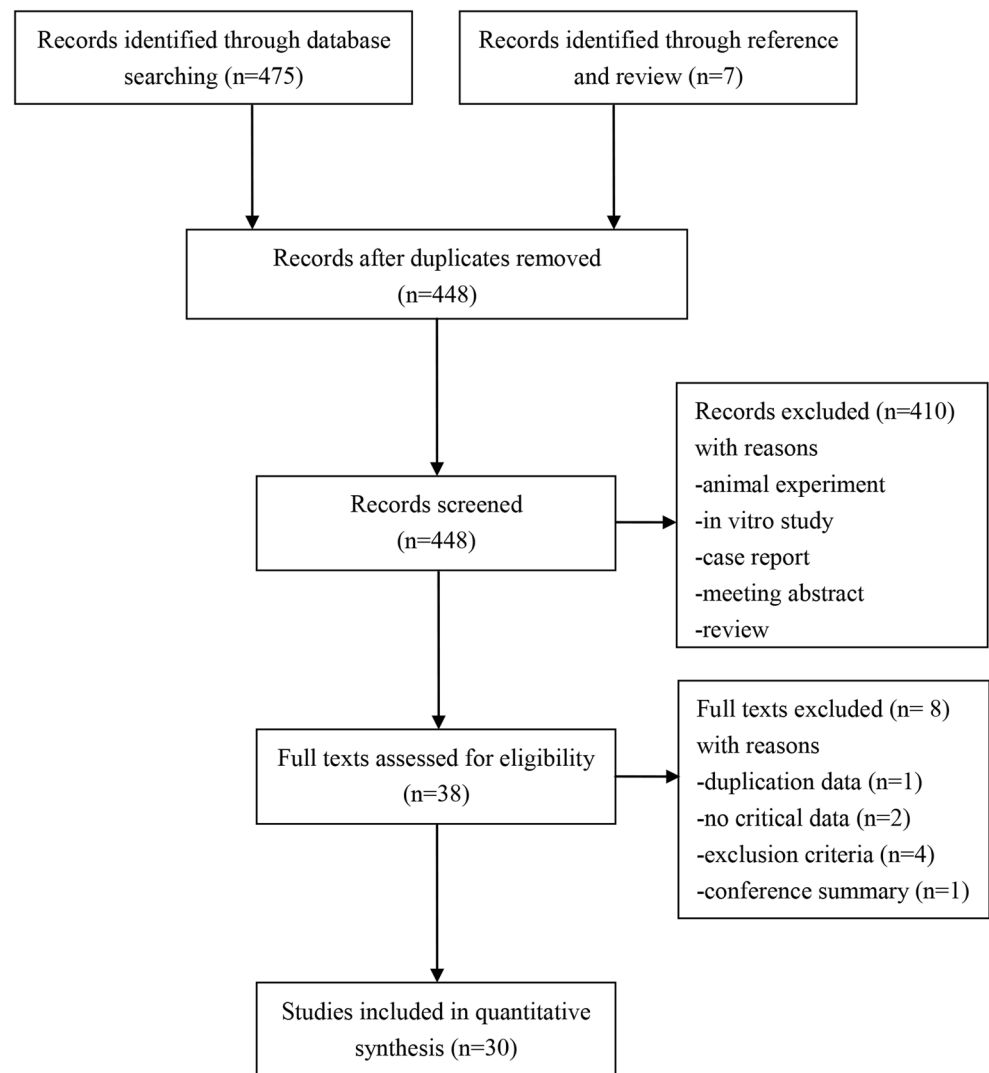 Records identified through database
searching (n=475)
Records identified through reference
and review (n=7)
Records after duplicates removed
(n=448)
Records screened
(n=448)
Records excluded (n=410)
with reasons
-animal experiment
-in vitro study
-case report
-meeting abstract
-review
Full texts assessed for eligibility
(n=38)
Full texts excluded (n= 8)
with reasons
-duplication data (n=1)
-no critical data (n=2)
-exclusion criteria (n=4)
-conference summary (n=1)
Studies included in quantitative
synthesis (n=30)